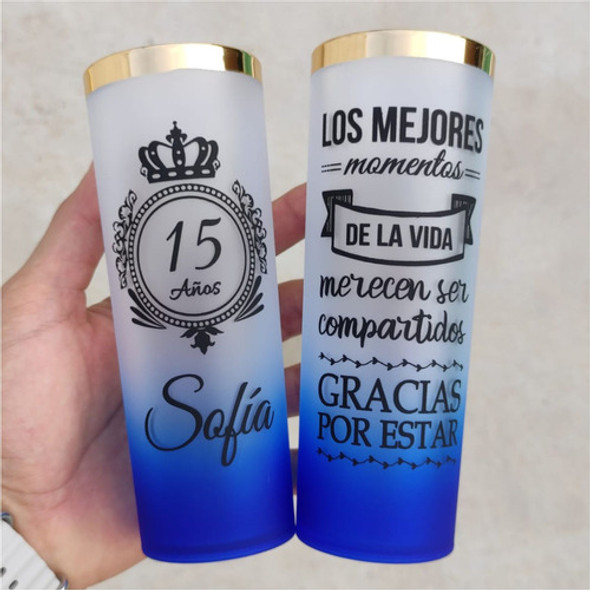 15
Años
Sofía
LOS MEJORES
momentos
DE LA VIDA
merecen ser
compartidos
GRACIAS
POR ESTAR